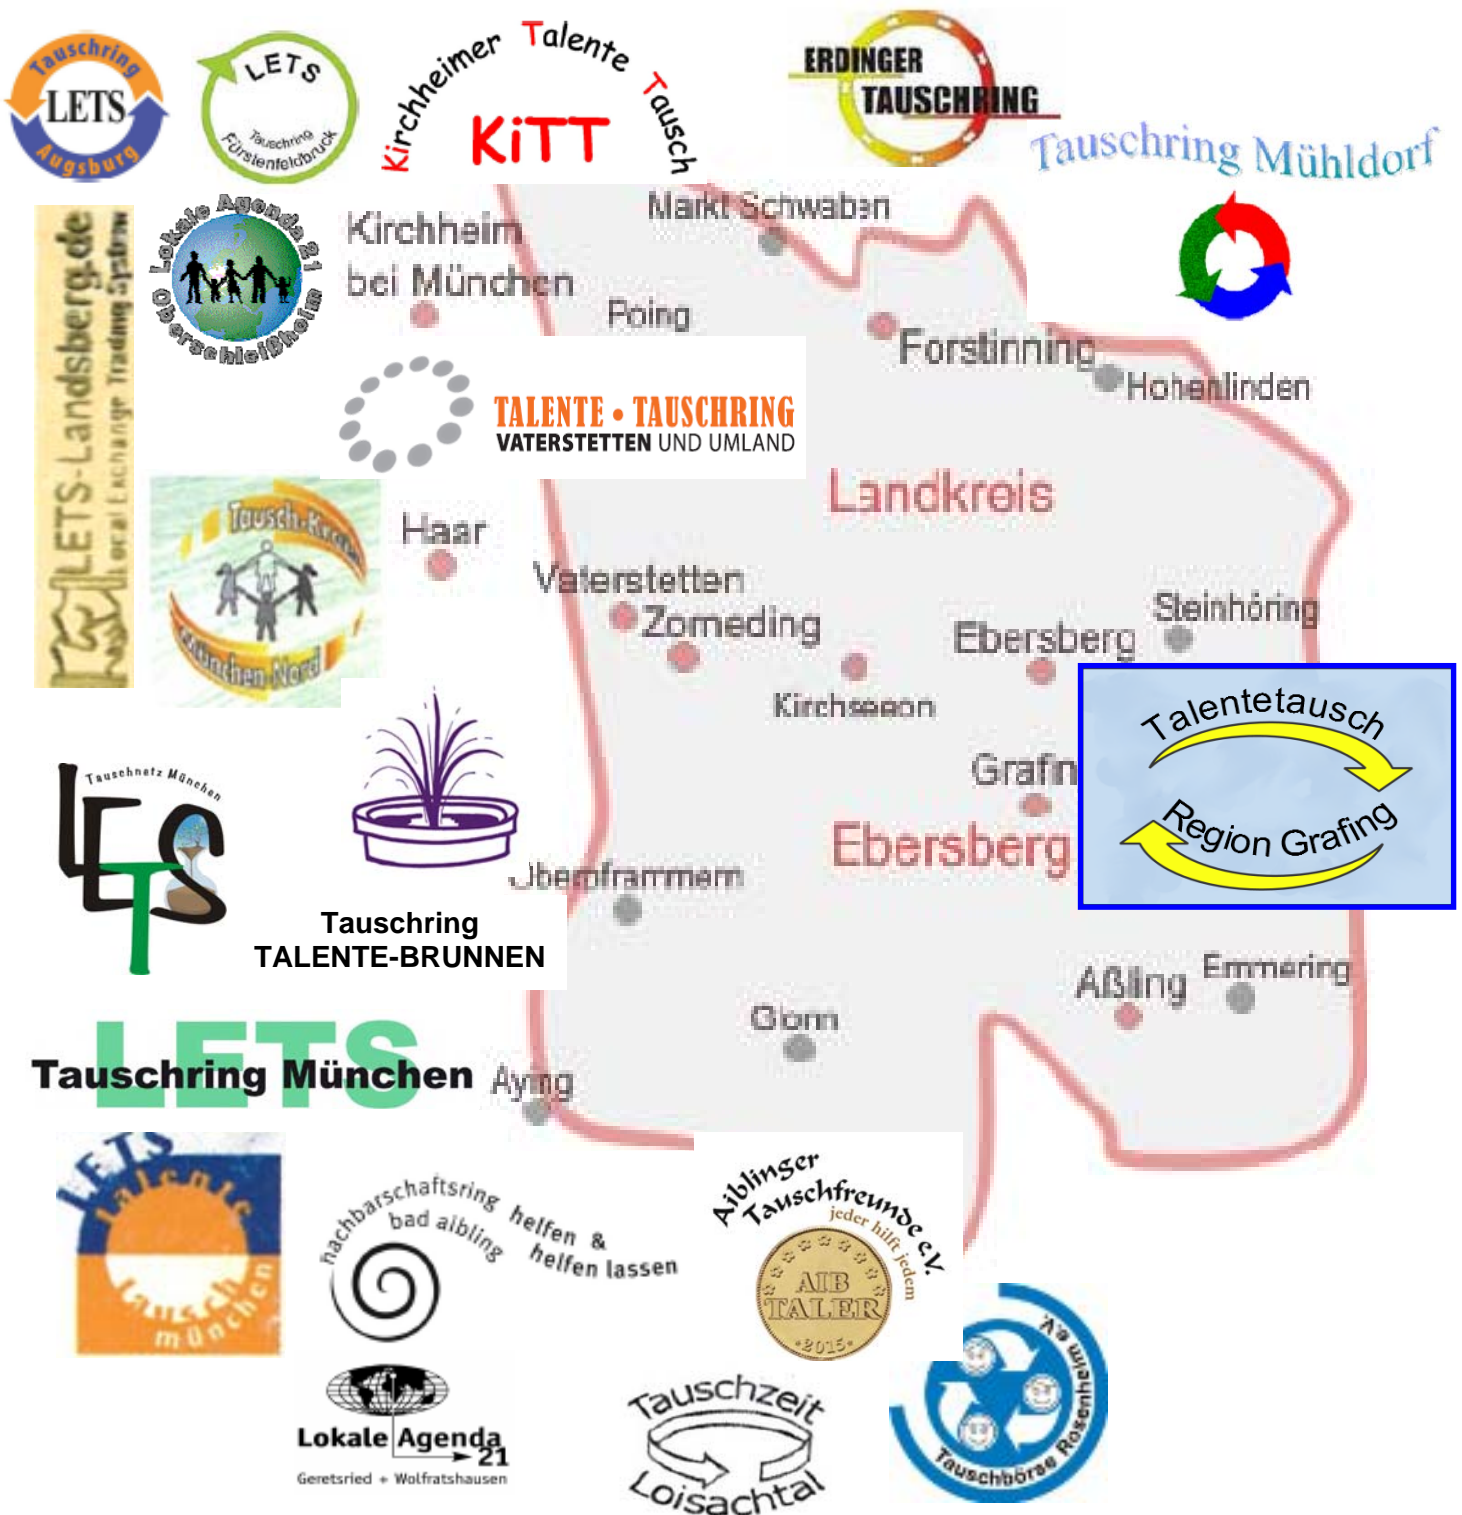 Tauschring
LETS
Augsburg
LETS
Tauschring
Fürstenfeldbruck
Kirchheimer Talente Tausch
KiTT
ERDINGER
TAUSCHRING
Tauschring Mühldorf
LETS-Landsberg.de
Local Exchange Trading System
Lokale Agenda 21
Oberschleißheim
Kirchheim
bei München
Markt Schwaben
Poing
Forstinning
Hohenlinden
TALENTE • TAUSCHRING
VATERSTETTEN UND UMLAND
Landkreis
Tausch-Kreis
München-Nord
Haar
Vaterstetten
Zorneding
Ebersberg
Steinhöring
Kirchseeon
Grafin
Ebersberg
Talentetausch
Region Grafing
Tauschnetz München
LETS
Tauschring
TALENTE-BRUNNEN
Oberpframmern
Aßling
Emmering
Glonn
Aying
LETS
Tauschring München
LETS
talente
tausch
münchen
nachbarschaftsring helfen &
bad aibling helfen lassen
Aiblinger
Tauschfreunde e.V.
jeder hilft jedem
AIB
TALER
•2015•
Lokale Agenda
21
Geretsried + Wolfratshausen
Tauschzeit
Loisachtal
Tauschbörse Rosenheim e.V.